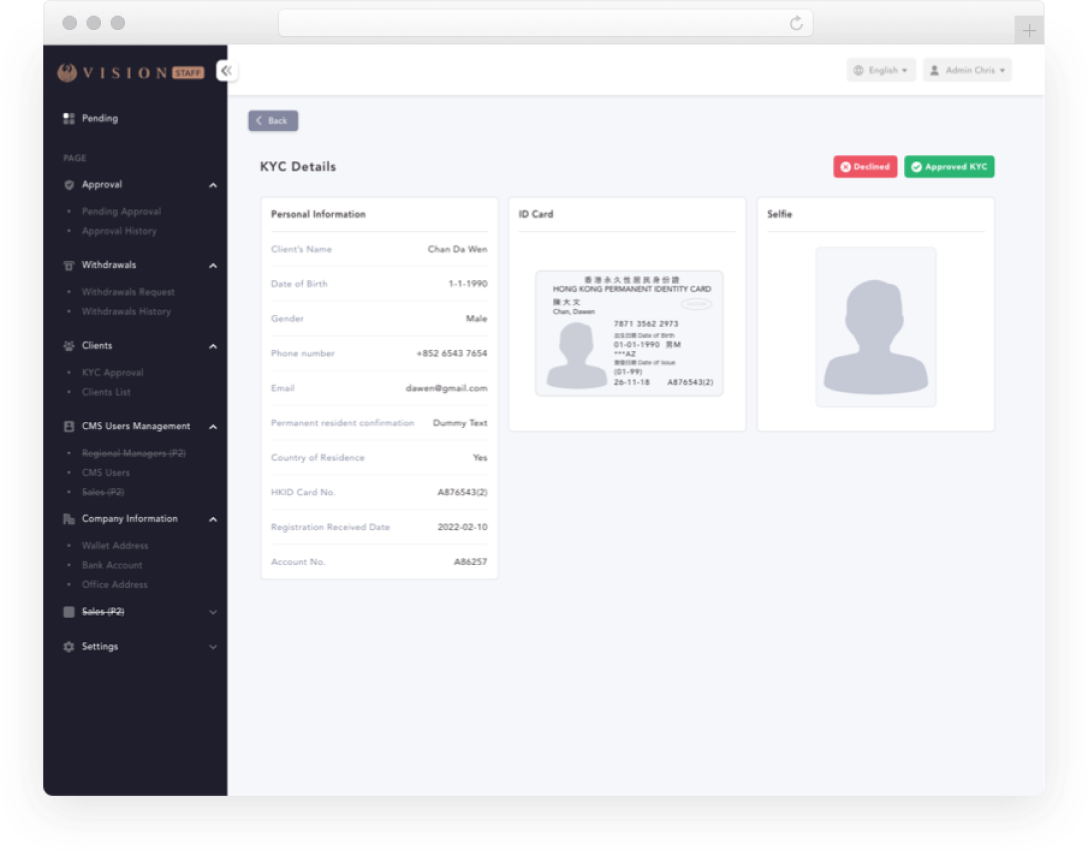 VISION STAFF
English
Admin Chris
Pending
Back
PAGE
Approval
Pending Approval
Approval History
Withdrawals
Withdrawals Request
Withdrawals History
Clients
KYC Approval
Clients List
CMS Users Management
Regional Managers (P2)
CMS Users
Sales (P2)
Company Information
Wallet Address
Bank Account
Office Address
Sales (P2)
Settings
KYC Details
Declined
Approved KYC
Personal Information
Client's Name Chan Da Wen
Date of Birth 1-1-1990
Gender Male
Phone number +852 6543 7654
Email dawen@gmail.com
Permanent resident confirmation Dummy Text
Country of Residence Yes
HKID Card No. A876543(2)
Registration Received Date 2022-02-10
Account No. A86257
ID Card
香港永久性居民身份證
HONG KONG PERMANENT IDENTITY CARD
陳大文
Chan, Dawen
7871 3562 2973
出生日期 Date of Birth
01-01-1990 男M
***AZ
簽發日期 Date of Issue
(01-99)
26-11-18 A876543(2)
Selfie